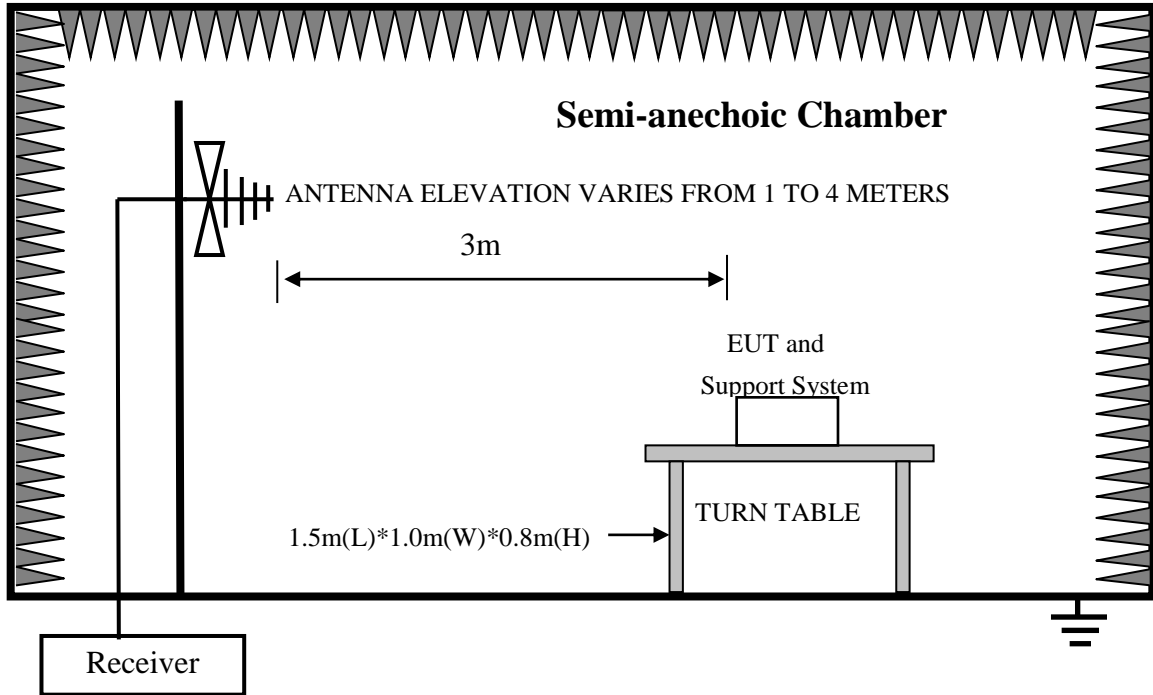 Semi-anechoic Chamber
ANTENNA ELEVATION VARIES FROM 1 TO 4 METERS
3m
EUT and
Support System
TURN TABLE
1.5m(L)*1.0m(W)*0.8m(H)
Receiver